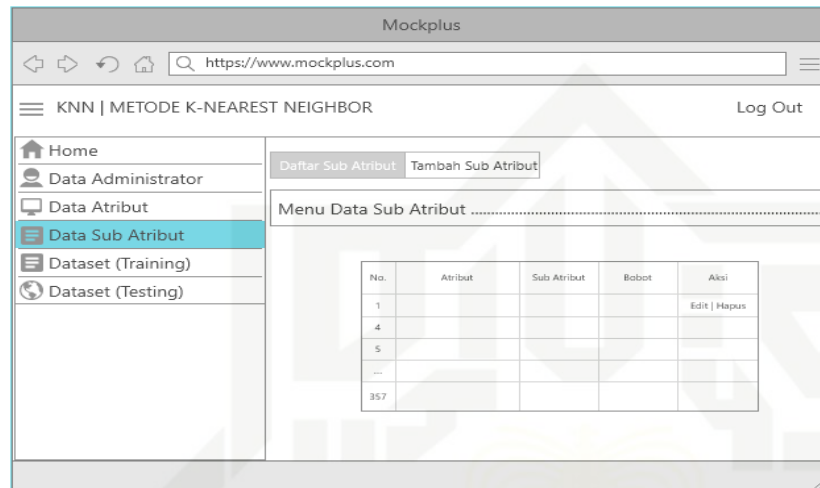 Mockplus
https://www.mockplus.com
KNN | METODE K-NEAREST NEIGHBOR
Log Out
Home
Data Administrator
Data Atribut
Data Sub Atribut
Dataset (Training)
Dataset (Testing)
Daftar Sub Atribut Tambah Sub Atribut
Menu Data Sub Atribut ..........................................................................................
No. Atribut Sub Atribut Bobot Aksi
1 Edit | Hapus
4
5
...
357